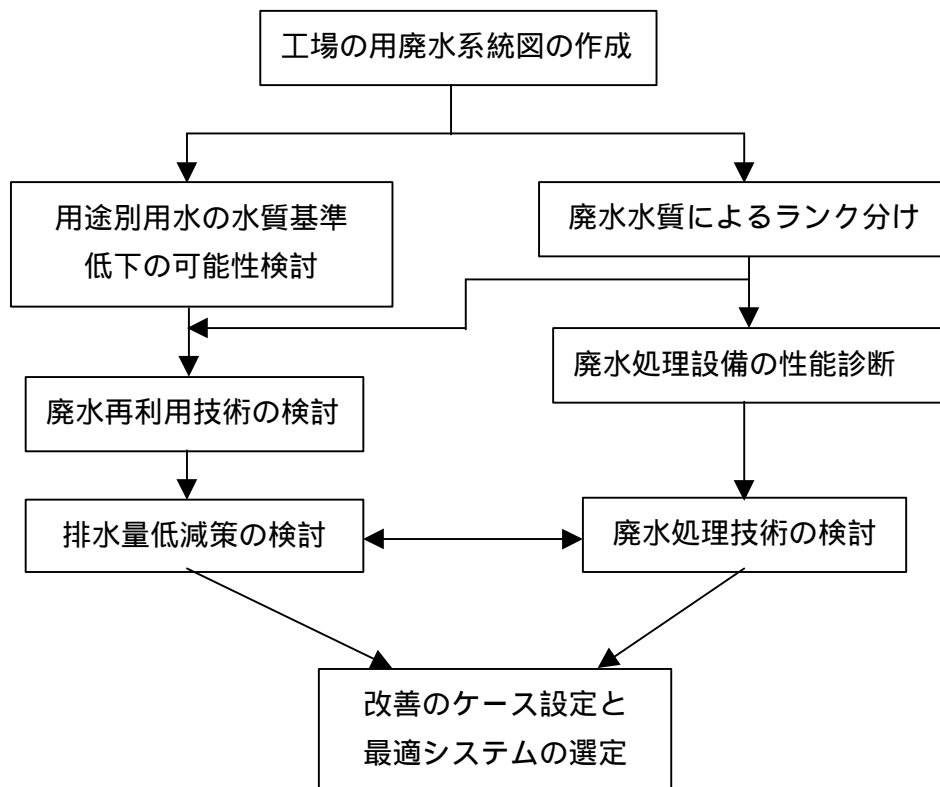 工場の用廃水系統図の作成
用途別用水の水質基準
低下の可能性検討
廃水水質によるランク分け
廃水処理設備の性能診断
廃水再利用技術の検討
排水量低減策の検討
廃水処理技術の検討
改善のケース設定と
最適システムの選定